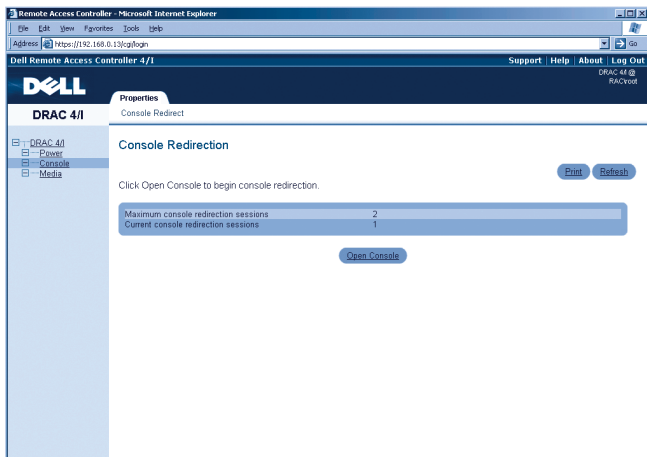 Remote Access Controller - Microsoft Internet Explorer
File Edit View Favorites Tools Help
Address https://192.168.0.13/cgi/login Go
Dell Remote Access Controller 4/I Support | Help | About | Log Out
DELL
DRAC 4/I @
RAC\root
Properties
DRAC 4/I
Console Redirect
DRAC 4/I
Power
Console
Media
Console Redirection
Print Refresh
Click Open Console to begin console redirection.
Maximum console redirection sessions 2
Current console redirection sessions 1
Open Console